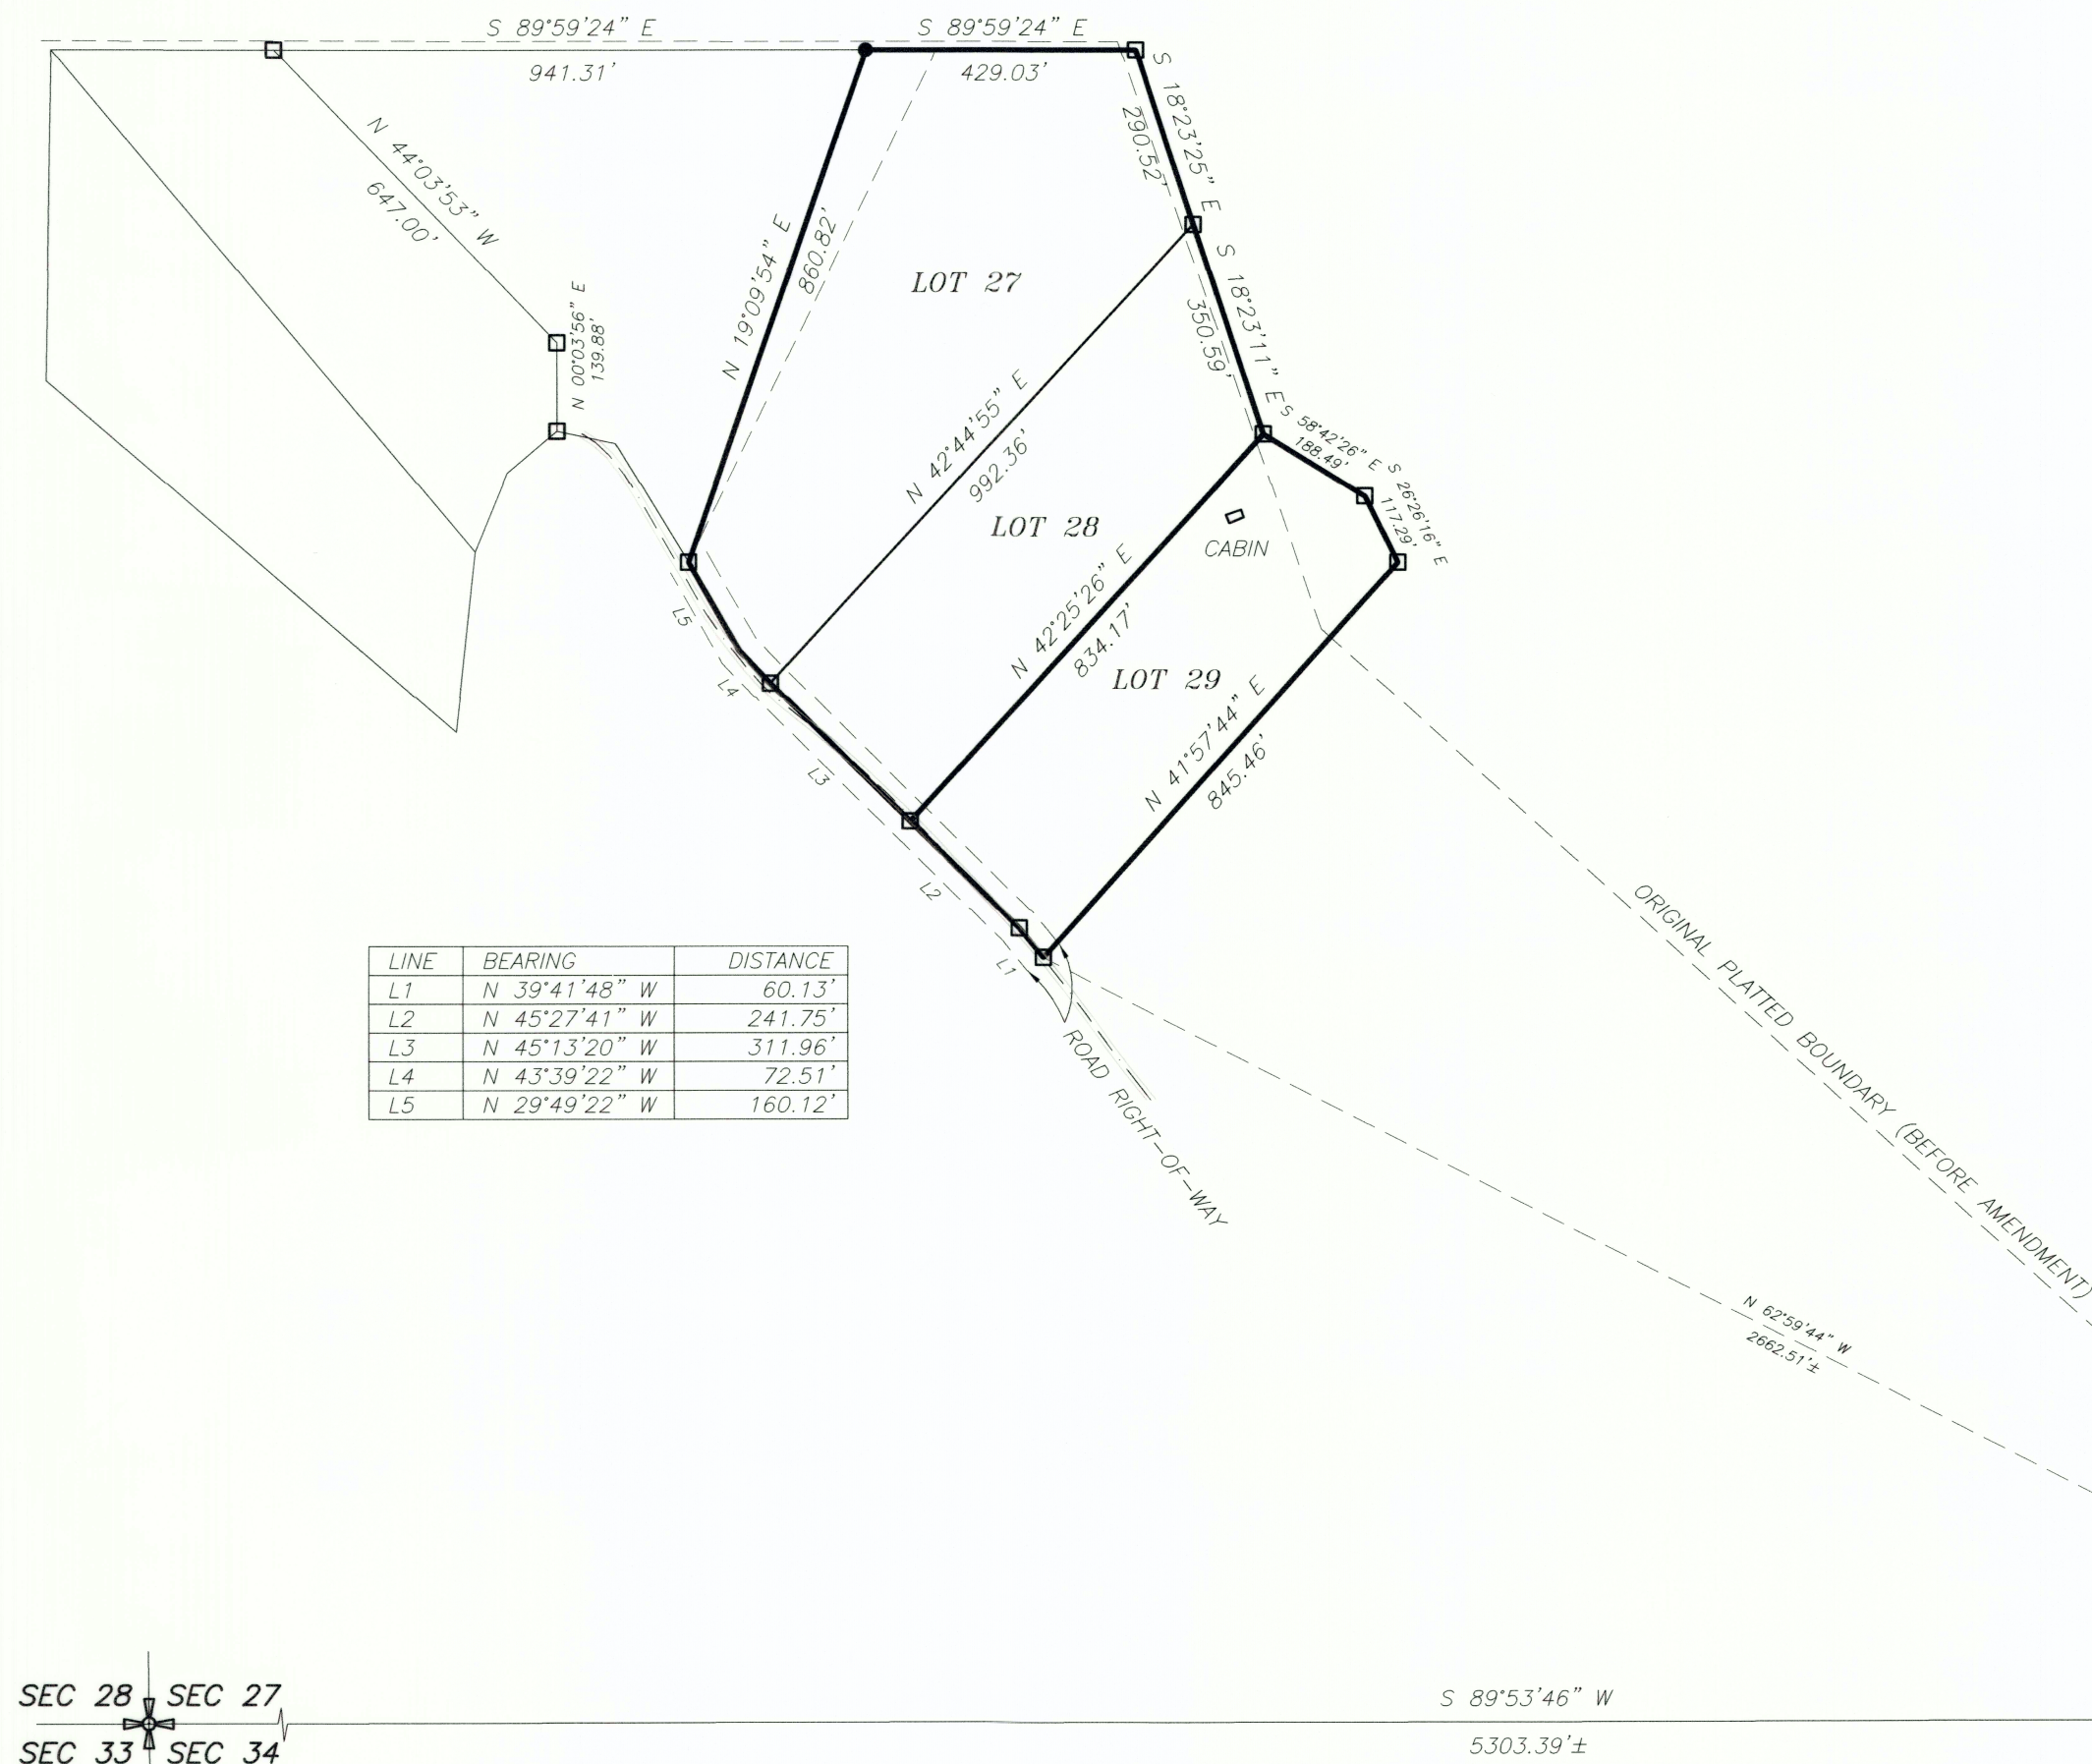 S 89°59'24" E
941.31'
S 89°59'24" E
429.03'
S 18°23'25" E
290.52'
N 44°03'53" W
647.00'
N 00°03'56" E
139.88'
N 19°09'54" E
860.82'
LOT 27
S 18°23'11" E
350.59'
N 42°44'55" E
992.36'
S 58°42'26" E
188.49'
S 26°26'16" E
117.29'
LOT 28
CABIN
N 42°25'26" E
834.17'
LOT 29
N 41°57'44" E
845.46'
L5
L4
L3
L2
L1
LINE BEARING DISTANCE
L1 N 39°41'48" W 60.13'
L2 N 45°27'41" W 241.75'
L3 N 45°13'20" W 311.96'
L4 N 43°39'22" W 72.51'
L5 N 29°49'22" W 160.12'
ROAD RIGHT-OF-WAY
ORIGINAL PLATTED BOUNDARY (BEFORE AMENDMENT)
N 62°59'44" W
2662.51'±
SEC 28 SEC 27
SEC 33 SEC 34
S 89°53'46" W
5303.39'±